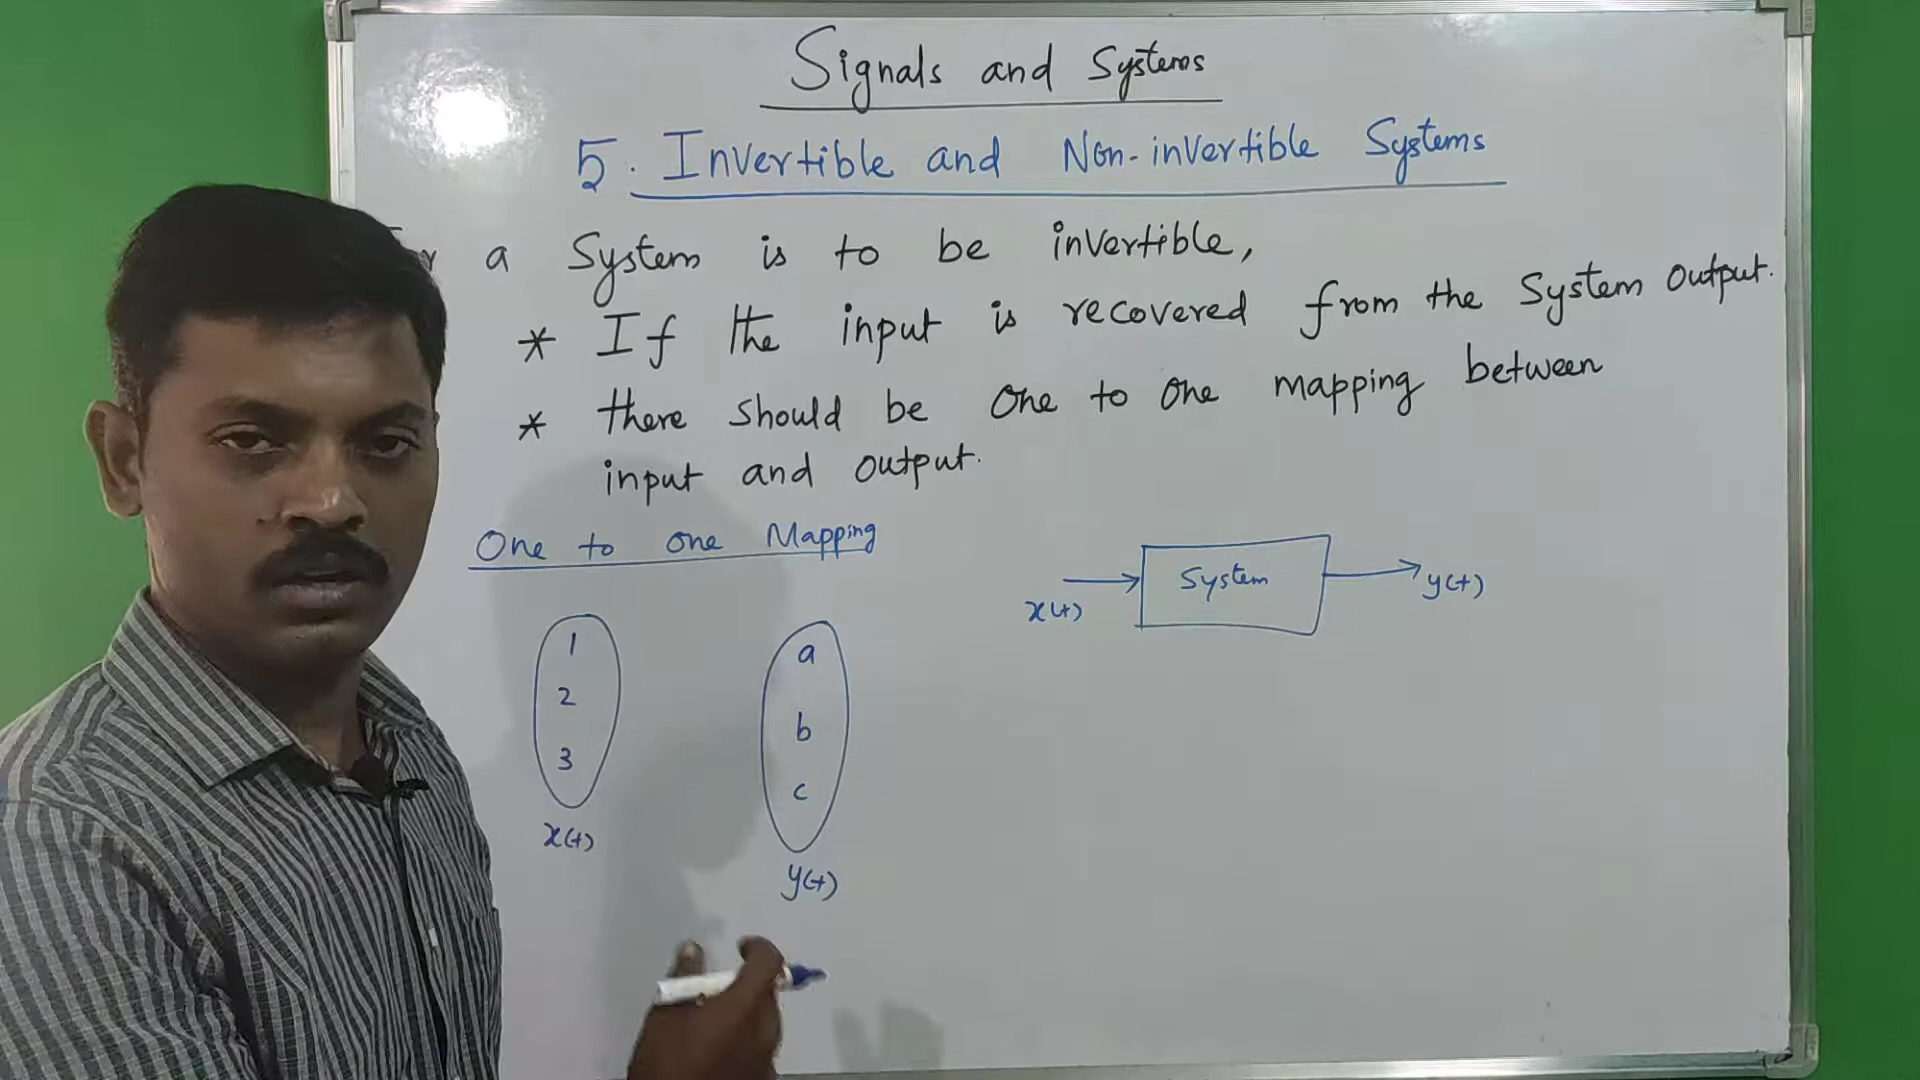 Signals and Systems
5. Invertible and Non-invertible Systems
a System is to be invertible,
* If the input is recovered from the System output.
* there should be one to one mapping between
input and output.
One to one Mapping
1
2
3
x(t)
a
b
c
y(t)
x(t)
System
y(t)